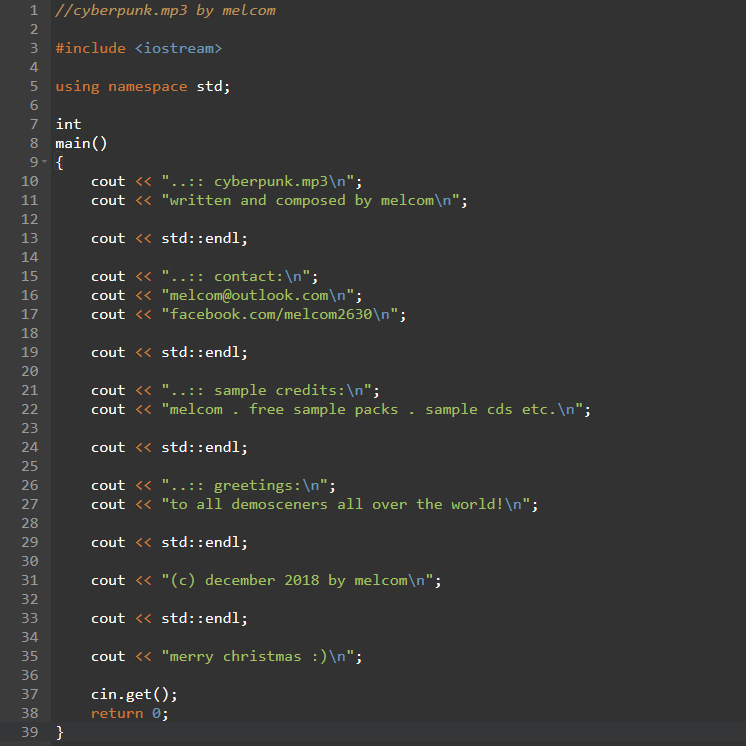 1 //cyberpunk.mp3 by melcom
2
3 #include <iostream>
4
5 using namespace std;
6
7 int
8 main()
9 {
10     cout << "..:: cyberpunk.mp3\n";
11     cout << "written and composed by melcom\n";
12
13     cout << std::endl;
14
15     cout << "..:: contact:\n";
16     cout << "melcom@outlook.com\n";
17     cout << "facebook.com/melcom2630\n";
18
19     cout << std::endl;
20
21     cout << "..:: sample credits:\n";
22     cout << "melcom . free sample packs . sample cds etc.\n";
23
24     cout << std::endl;
25
26     cout << "..:: greetings:\n";
27     cout << "to all demosceners all over the world!\n";
28
29     cout << std::endl;
30
31     cout << "(c) december 2018 by melcom\n";
32
33     cout << std::endl;
34
35     cout << "merry christmas :)\n";
36
37     cin.get();
38     return 0;
39 }